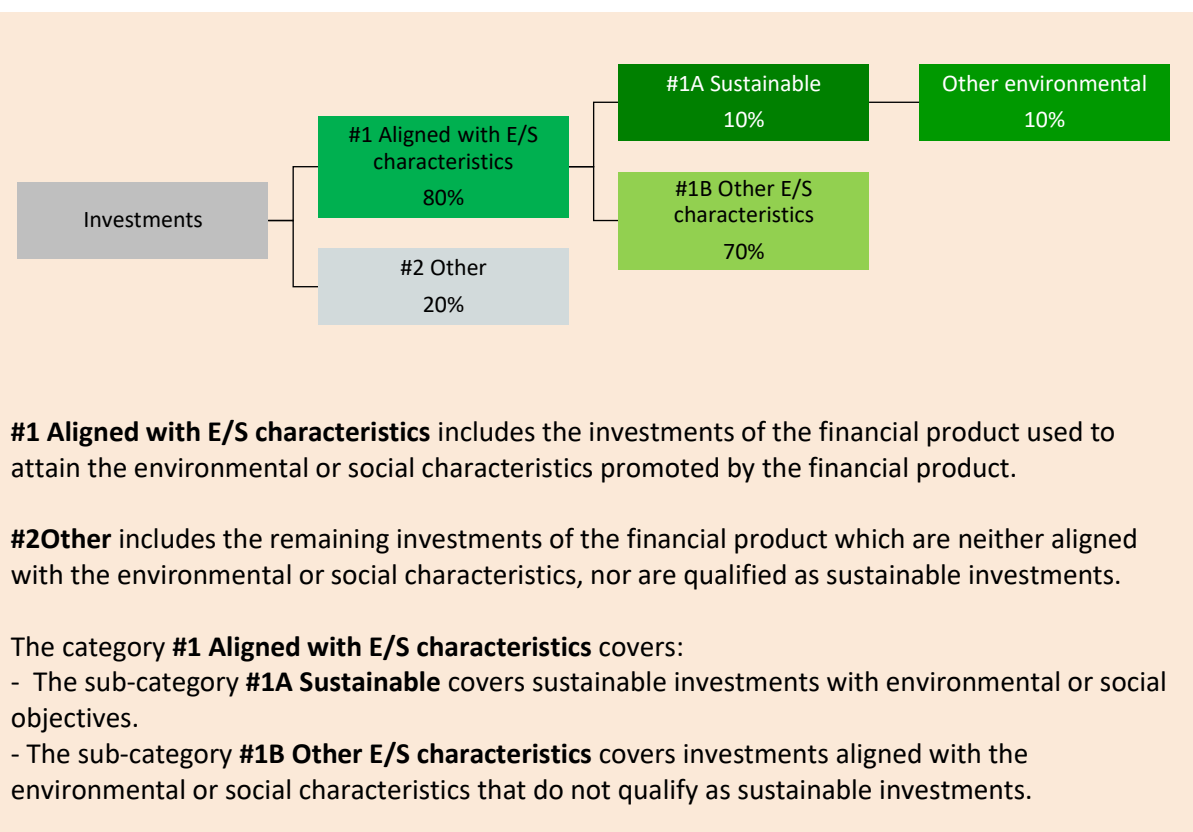 #1A Sustainable
10%
Other environmental
10%
#1 Aligned with E/S
characteristics
80%
#1B Other E/S
characteristics
70%
Investments
#2 Other
20%
#1 Aligned with E/S characteristics includes the investments of the financial product used to
attain the environmental or social characteristics promoted by the financial product.
#2Other includes the remaining investments of the financial product which are neither aligned
with the environmental or social characteristics, nor are qualified as sustainable investments.
The category #1 Aligned with E/S characteristics covers:
- The sub-category #1A Sustainable covers sustainable investments with environmental or social
objectives.
- The sub-category #1B Other E/S characteristics covers investments aligned with the
environmental or social characteristics that do not qualify as sustainable investments.